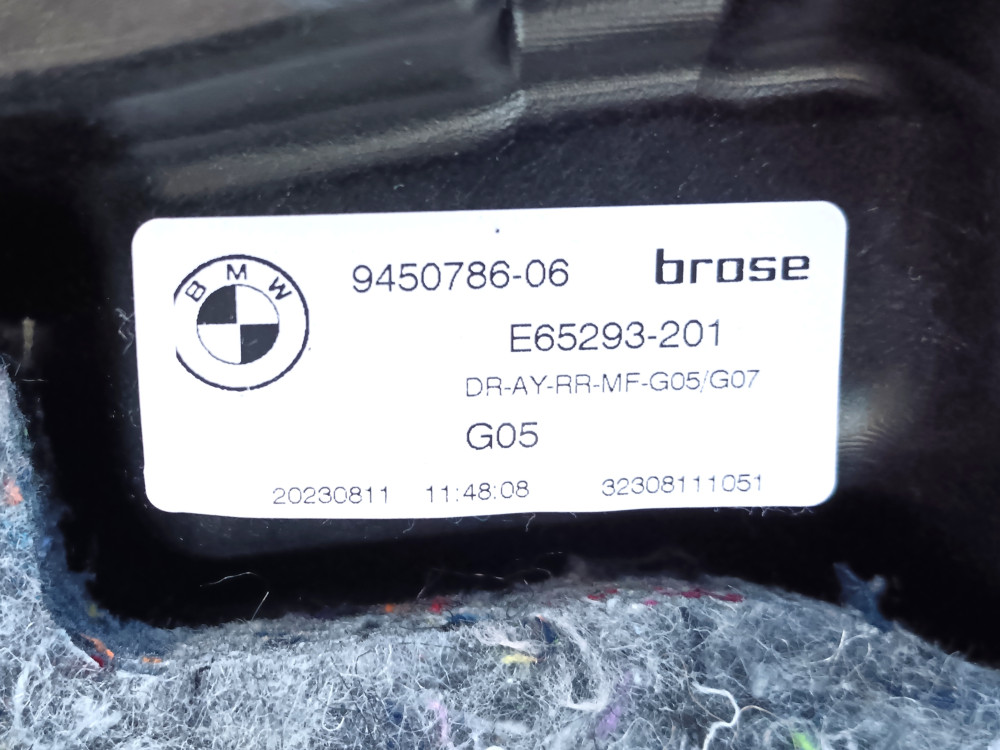 BMW
9450786-06 brose
E65293-201
DR-AY-RR-MF-G05/G07
G05
20230811 11:48:08 32308111051